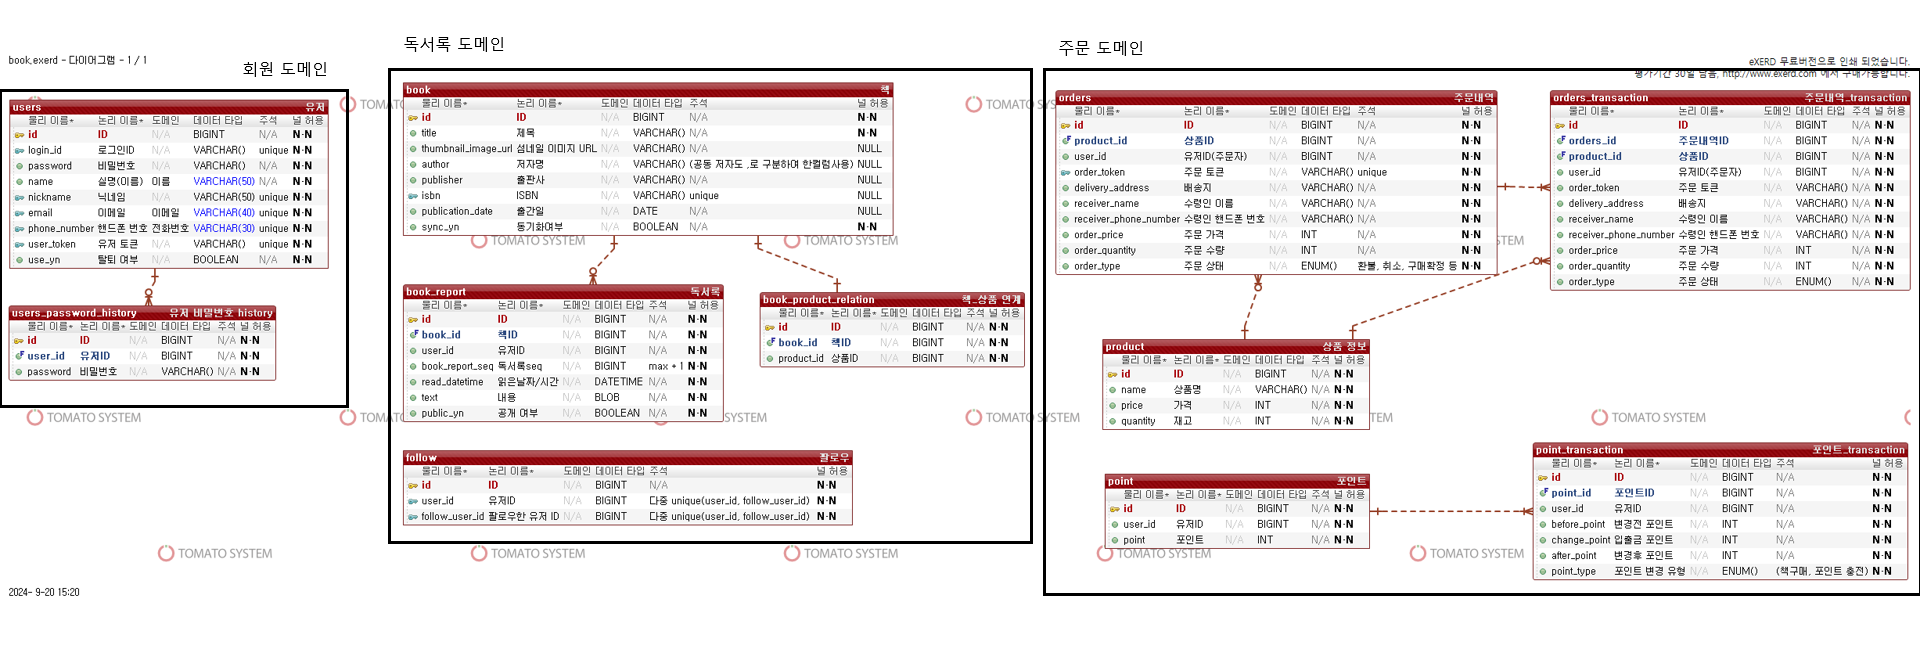 독서록 도메인
주문 도메인
book.exerd - 다이어그램 - 1 / 1
회원 도메인
eXERD 무료버전으로 인쇄 되었습니다.
평가기간 30일 남음, http://www.exerd.com 에서 구매가능합니다.
users 유저
물리 이름* 논리 이름* 도메인 데이터 타입 주석 널 허용
id ID N/A BIGINT N/A N·N
login_id 로그인ID N/A VARCHAR() unique N·N
password 비밀번호 N/A VARCHAR() N/A N·N
name 실명(이름) 이름 VARCHAR(50) N/A N·N
nickname 닉네임 N/A VARCHAR(50) unique N·N
email 이메일 이메일 VARCHAR(40) unique N·N
phone_number 핸드폰 번호 전화번호 VARCHAR(30) unique N·N
user_token 유저 토큰 N/A VARCHAR() unique N·N
use_yn 탈퇴 여부 N/A BOOLEAN N/A N·N
users_password_history 유저 비밀번호 history
물리 이름* 논리 이름* 도메인 데이터 타입 주석 널 허용
id ID N/A BIGINT N/A N·N
user_id 유저ID N/A BIGINT N/A N·N
password 비밀번호 N/A VARCHAR() N/A N·N
book 책
물리 이름* 논리 이름* 도메인 데이터 타입 주석 널 허용
id ID N/A BIGINT N/A N·N
title 제목 N/A VARCHAR() N/A N·N
thumbnail_image_url 섬네일 이미지 URL N/A VARCHAR() N/A NULL
author 저자명 N/A VARCHAR() (공동 저자도 ,로 구분하며 한컬럼사용) NULL
publisher 출판사 N/A VARCHAR() N/A NULL
isbn ISBN N/A VARCHAR() unique NULL
publication_date 출간일 N/A DATE N/A NULL
sync_yn 동기화여부 N/A BOOLEAN N/A N·N
book_report 독서록
물리 이름* 논리 이름* 도메인 데이터 타입 주석 널 허용
id ID N/A BIGINT N/A N·N
book_id 책ID N/A BIGINT N/A N·N
user_id 유저ID N/A BIGINT N/A N·N
book_report_seq 독서록seq N/A BIGINT max + 1 N·N
read_datetime 읽은날짜/시간 N/A DATETIME N/A N·N
text 내용 N/A BLOB N/A N·N
public_yn 공개 여부 N/A BOOLEAN N/A N·N
book_product_relation 책_상품 연계
물리 이름* 논리 이름* 도메인 데이터 타입 주석 널 허용
id ID N/A BIGINT N/A N·N
book_id 책ID N/A BIGINT N/A N·N
product_id 상품ID N/A BIGINT N/A N·N
follow 팔로우
물리 이름* 논리 이름* 도메인 데이터 타입 주석 널 허용
id ID N/A BIGINT N/A N·N
user_id 유저ID N/A BIGINT 다중 unique(user_id, follow_user_id) N·N
follow_user_id 팔로우한 유저 ID N/A BIGINT 다중 unique(user_id, follow_user_id) N·N
orders 주문내역
물리 이름* 논리 이름* 도메인 데이터 타입 주석 널 허용
id ID N/A BIGINT N/A N·N
product_id 상품ID N/A BIGINT N/A N·N
user_id 유저ID(주문자) N/A BIGINT N/A N·N
order_token 주문 토큰 N/A VARCHAR() unique N·N
delivery_address 배송지 N/A VARCHAR() N/A N·N
receiver_name 수령인 이름 N/A VARCHAR() N/A N·N
receiver_phone_number 수령인 핸드폰 번호 N/A VARCHAR() N/A N·N
order_price 주문 가격 N/A INT N/A N·N
order_quantity 주문 수량 N/A INT N/A N·N
order_type 주문 상태 N/A ENUM() 환불, 취소, 구매확정 등 N·N
orders_transaction 주문내역_transaction
물리 이름* 논리 이름* 도메인 데이터 타입 주석 널 허용
id ID N/A BIGINT N/A N·N
orders_id 주문내역ID N/A BIGINT N/A N·N
product_id 상품ID N/A BIGINT N/A N·N
user_id 유저ID(주문자) N/A BIGINT N/A N·N
order_token 주문 토큰 N/A VARCHAR() N/A N·N
delivery_address 배송지 N/A VARCHAR() N/A N·N
receiver_name 수령인 이름 N/A VARCHAR() N/A N·N
receiver_phone_number 수령인 핸드폰 번호 N/A VARCHAR() N/A N·N
order_price 주문 가격 N/A INT N/A N·N
order_quantity 주문 수량 N/A INT N/A N·N
order_type 주문 상태 N/A ENUM() N/A N·N
product 상품 정보
물리 이름* 논리 이름* 도메인 데이터 타입 주석 널 허용
id ID N/A BIGINT N/A N·N
name 상품명 N/A VARCHAR() N/A N·N
price 가격 N/A INT N/A N·N
quantity 재고 N/A INT N/A N·N
point 포인트
물리 이름* 논리 이름* 도메인 데이터 타입 주석 널 허용
id ID N/A BIGINT N/A N·N
user_id 유저ID N/A BIGINT N/A N·N
point 포인트 N/A INT N/A N·N
point_transaction 포인트_transaction
물리 이름* 논리 이름* 도메인 데이터 타입 주석 널 허용
id ID N/A BIGINT N/A N·N
point_id 포인트ID N/A BIGINT N/A N·N
user_id 유저ID N/A BIGINT N/A N·N
before_point 변경전 포인트 N/A INT N/A N·N
change_point 입출금 포인트 N/A INT N/A N·N
after_point 변경후 포인트 N/A INT N/A N·N
point_type 포인트 변경 유형 N/A ENUM() (책구매, 포인트 충전) N·N
TOMATO SYSTEM
TOMATO SYSTEM
TOMATO SYSTEM
TOMATO SYSTEM
TOMATO SYSTEM
TOMATO SYSTEM
TOMATO SYSTEM
TOMATO SYSTEM
TOMATO SYSTEM
TOMATO SYSTEM
2024- 9-20 15:20